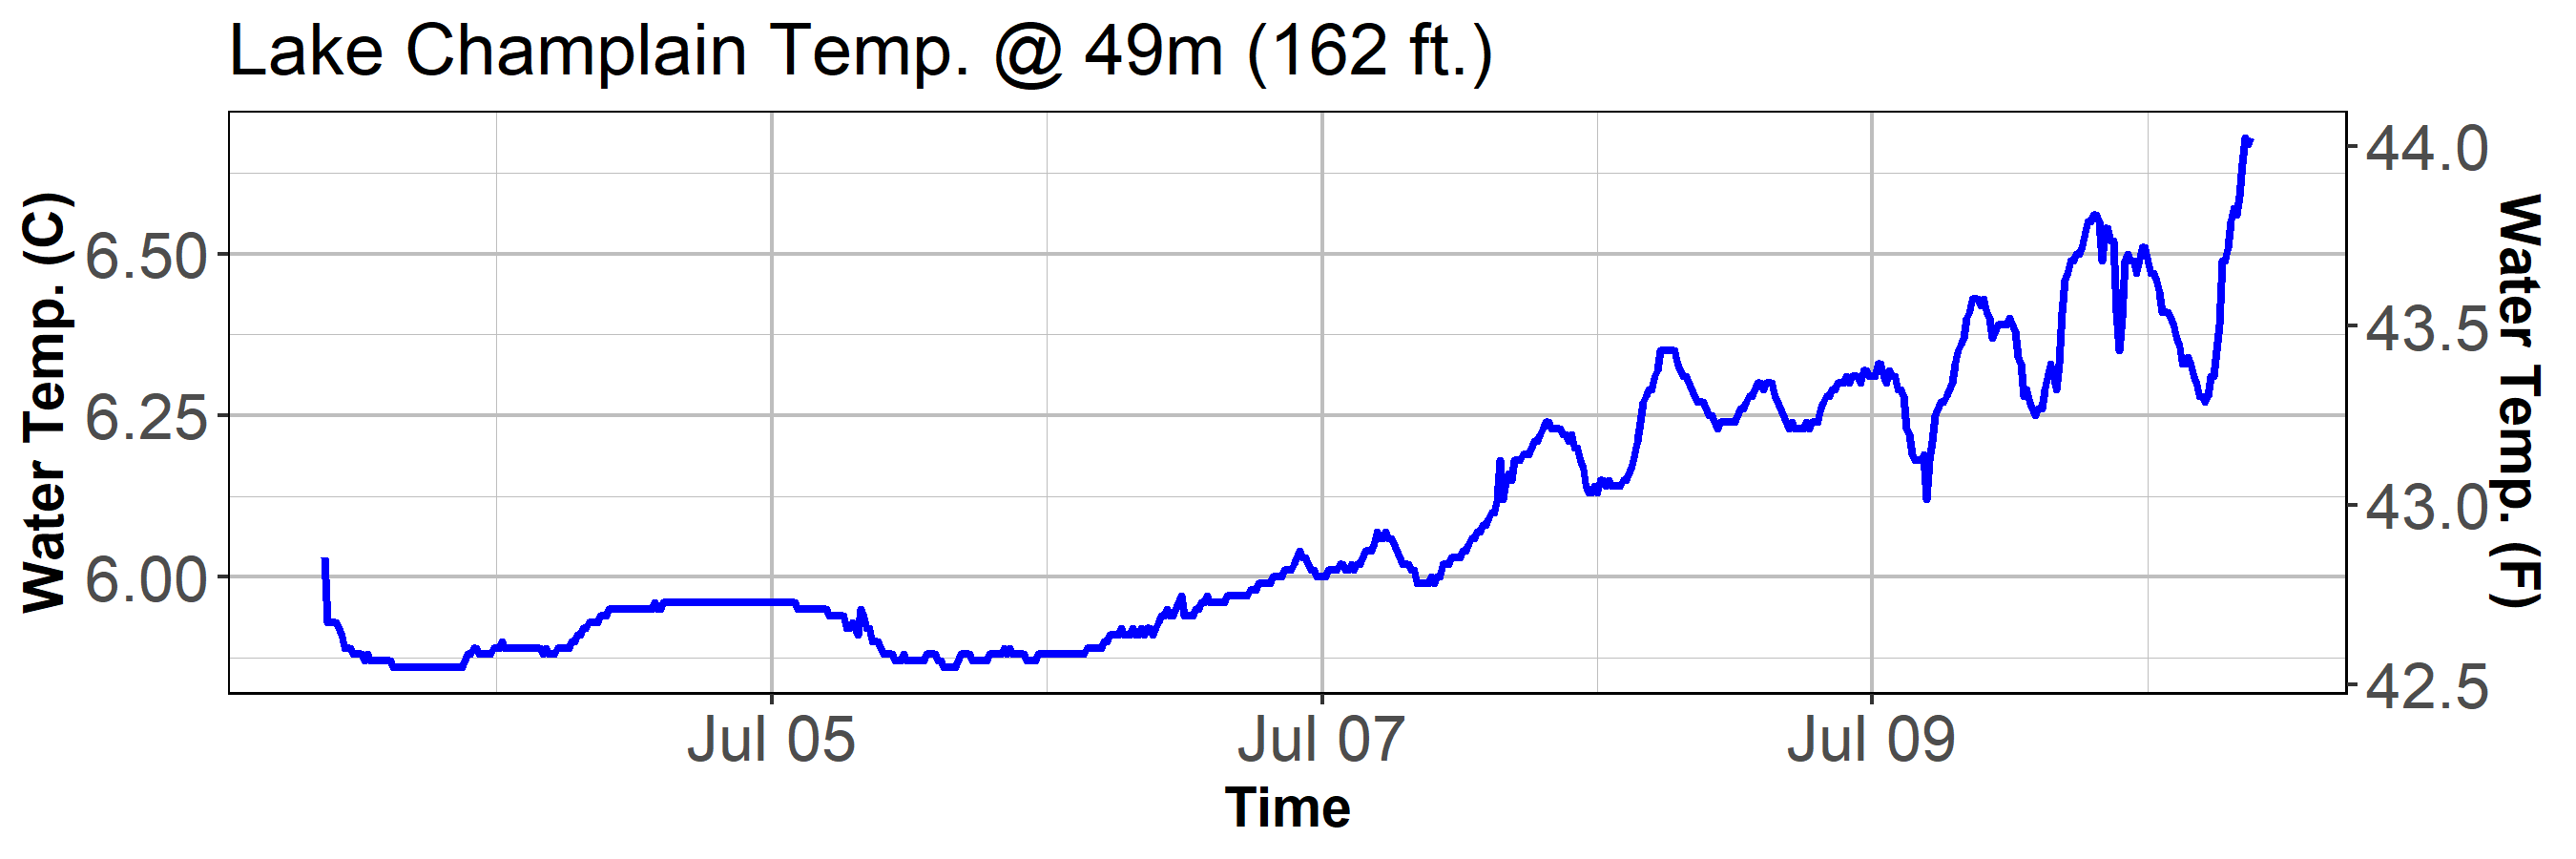 Lake Champlain Temp. @ 49m (162 ft.)
Water Temp. (C)
6.50
6.25
6.00
44.0
43.5
43.0
42.5
Water Temp. (F)
Jul 05
Jul 07
Jul 09
Time